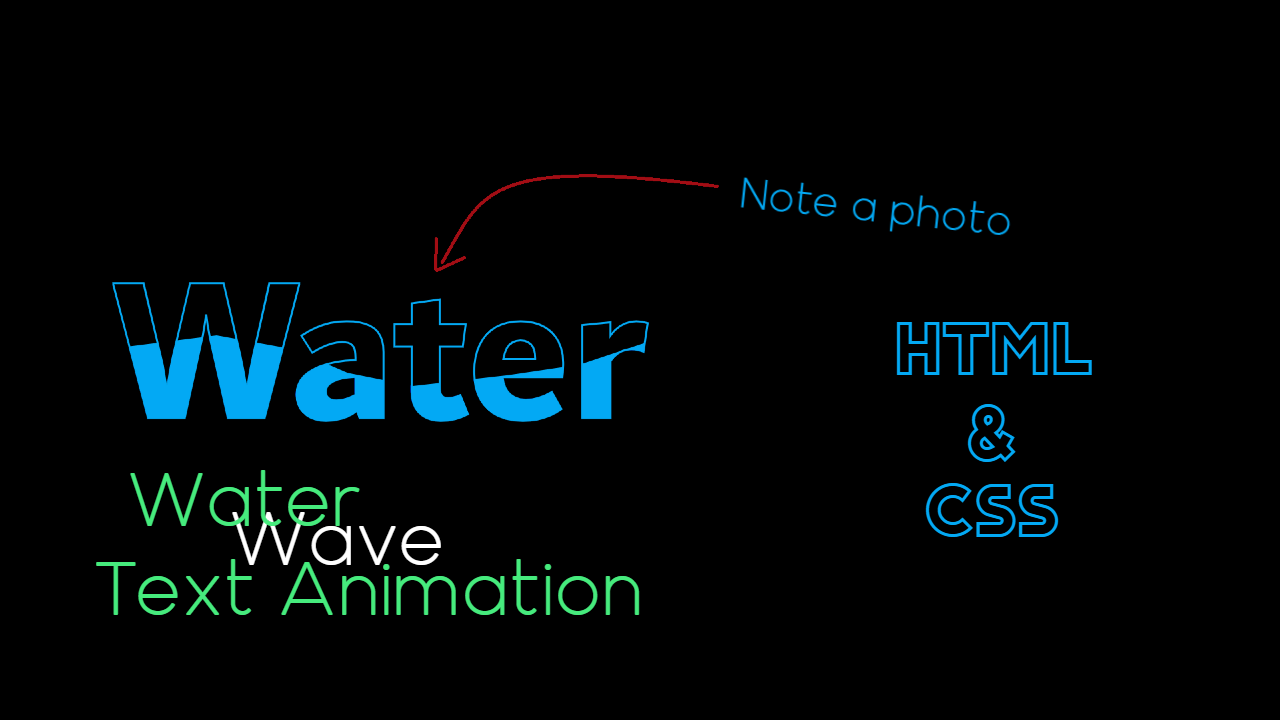 Note a photo
Water
HTML
&
CSS
Water
Wave
Text Animation